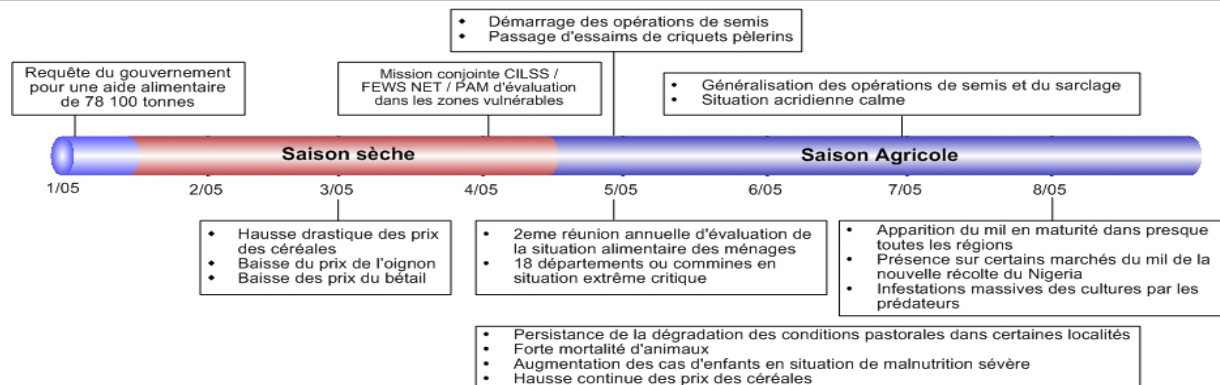 Démarrage des opérations de semis
Passage d'essaims de criquets pèlerins
Requête du gouvernement
pour une aide alimentaire
de 78 100 tonnes
Mission conjointe CILSS /
FEWS NET / PAM d'évaluation
dans les zones vulnérables
Généralisation des opérations de semis et du sarclage
Situation acridienne calme
Saison sèche
Saison Agricole
1/05
2/05
3/05
4/05
5/05
6/05
7/05
8/05
Hausse drastique des prix
des céréales
Baisse du prix de l'oignon
Baisse des prix du bétail
2eme réunion annuelle d'évaluation de
la situation alimentaire des ménages
18 départements ou commines en
situation extrême critique
Apparition du mil en maturité dans presque
toutes les régions
Présence sur certains marchés du mil de la
nouvelle récolte du Nigeria
Infestations massives des cultures par les
prédateurs
Persistance de la dégradation des conditions pastorales dans certaines localités
Forte mortalité d'animaux
Augmentation des cas d'enfants en situation de malnutrition sévère
Hausse continue des prix des céréales